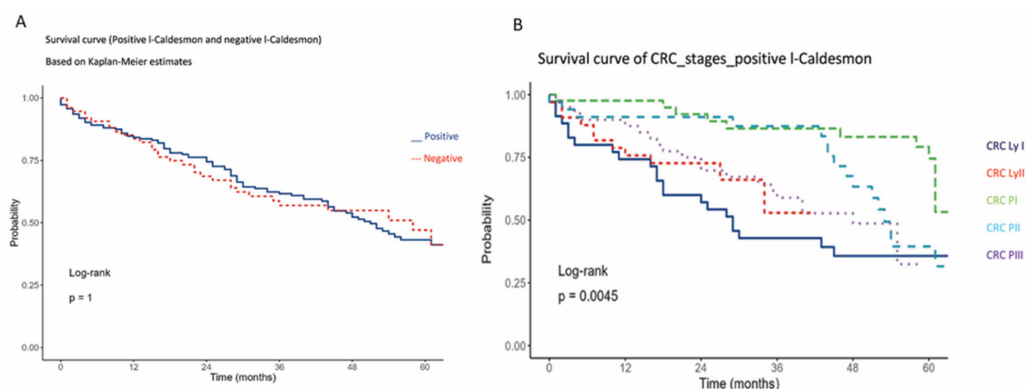 A
Survival curve (Positive l-Caldesmon and negative l-Caldesmon)
Based on Kaplan-Meier estimates
1.00
0.75
0.50
0.25
0.00
Probability
Positive
Negative
Log-rank
p = 1
0 12 24 36 48 60
Time (months)
B
Survival curve of CRC_stages_positive l-Caldesmon
1.00
0.75
0.50
0.25
0.00
Probability
CRC Ly I
CRC LyII
CRC PI
CRC PII
CRC PIII
Log-rank
p = 0.0045
0 12 24 36 48 60
Time (months)